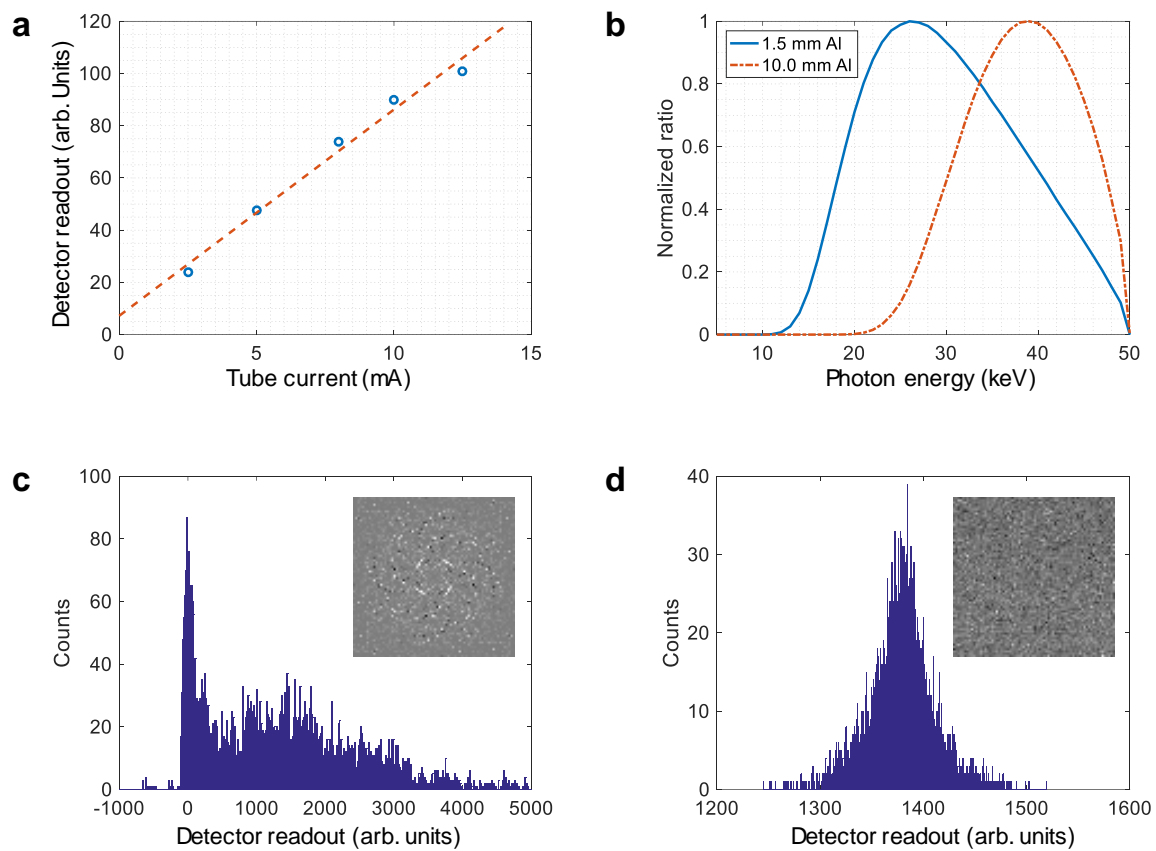 a
120
100
80
60
40
20
0
0 5 10 15
Detector readout (arb. Units)
Tube current (mA)
b
1
0.8
0.6
0.4
0.2
0
10 20 30 40 50
Normalized ratio
Photon energy (keV)
1.5 mm Al
10.0 mm Al
c
100
80
60
40
20
0
-1000 0 1000 2000 3000 4000 5000
Counts
Detector readout (arb. units)
d
40
30
20
10
0
1200 1300 1400 1500 1600
Counts
Detector readout (arb. units)